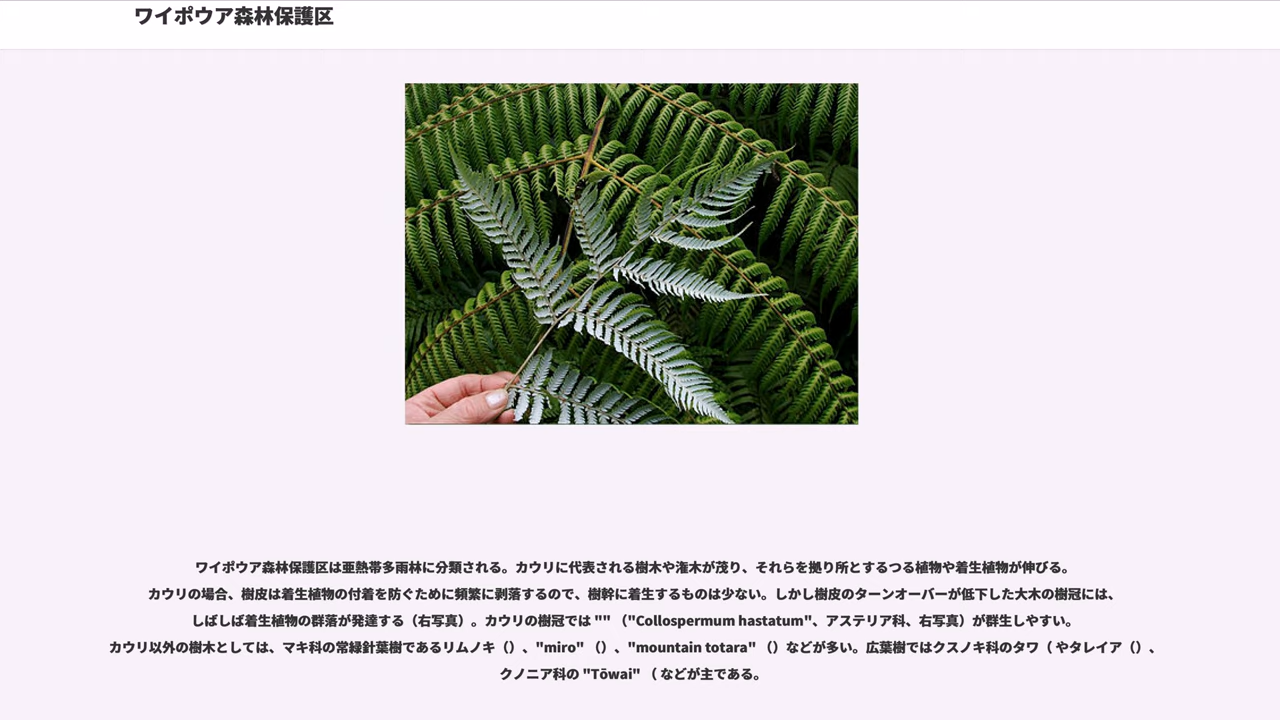 ワイポウア森林保護区
ワイポウア森林保護区は亜熱帯多雨林に分類される。カウリに代表される樹木や潅木が茂り、それらを拠り所とするつる植物や着生植物が伸びる。
カウリの場合、樹皮は着生植物の付着を防ぐために頻繁に剥落するので、樹幹に着生するものは少ない。しかし樹皮のターンオーバーが低下した大木の樹冠には、
しばしば着生植物の群落が発達する（右写真）。カウリの樹冠では "" （"Collospermum hastatum"、アステリア科、右写真）が群生しやすい。
カウリ以外の樹木としては、マキ科の常緑針葉樹であるリムノキ（）、"miro" （）、"mountain totara" （）などが多い。広葉樹ではクスノキ科のタワ（ やタレイア（）、
クノニア科の "Tōwai" （ などが主である。